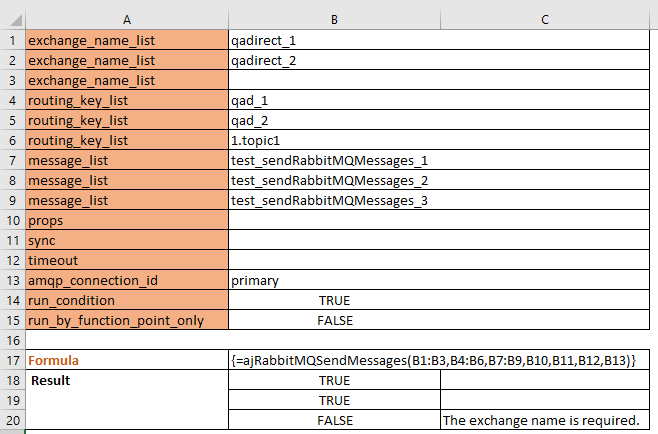 A B C
1 exchange_name_list qadirect_1
2 exchange_name_list qadirect_2
3 exchange_name_list
4 routing_key_list qad_1
5 routing_key_list qad_2
6 routing_key_list 1.topic1
7 message_list test_sendRabbitMQMessages_1
8 message_list test_sendRabbitMQMessages_2
9 message_list test_sendRabbitMQMessages_3
10 props
11 sync
12 timeout
13 amqp_connection_id primary
14 run_condition TRUE
15 run_by_function_point_only FALSE
16
17 Formula {=ajRabbitMQSendMessages(B1:B3,B4:B6,B7:B9,B10,B11,B12,B13)}
18 Result TRUE
19 TRUE
20 FALSE The exchange name is required.